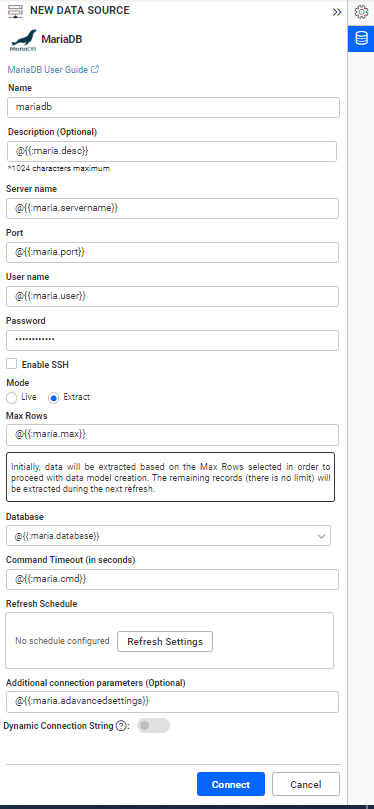 NEW DATA SOURCE
MariaDB
MariaDB
MariaDB User Guide
Name
mariadb
Description (Optional)
@{{:maria.desc}}
*1024 characters maximum
Server name
@{{:maria.servername}}
Port
@{{:maria.port}}
User name
@{{:maria.user}}
Password
••••••••••••
Enable SSH
Mode
Live Extract
Max Rows
@{{:maria.max}}
Initially, data will be extracted based on the Max Rows selected in order to
proceed with data model creation. The remaining records (there is no limit) will
be extracted during the next refresh.
Database
@{{:maria.database}}
Command Timeout (in seconds)
@{{:maria.cmd}}
Refresh Schedule
No schedule configured Refresh Settings
Additional connection parameters (Optional)
@{{:maria.adavancedsettings}}
Dynamic Connection String ?:
Connect Cancel